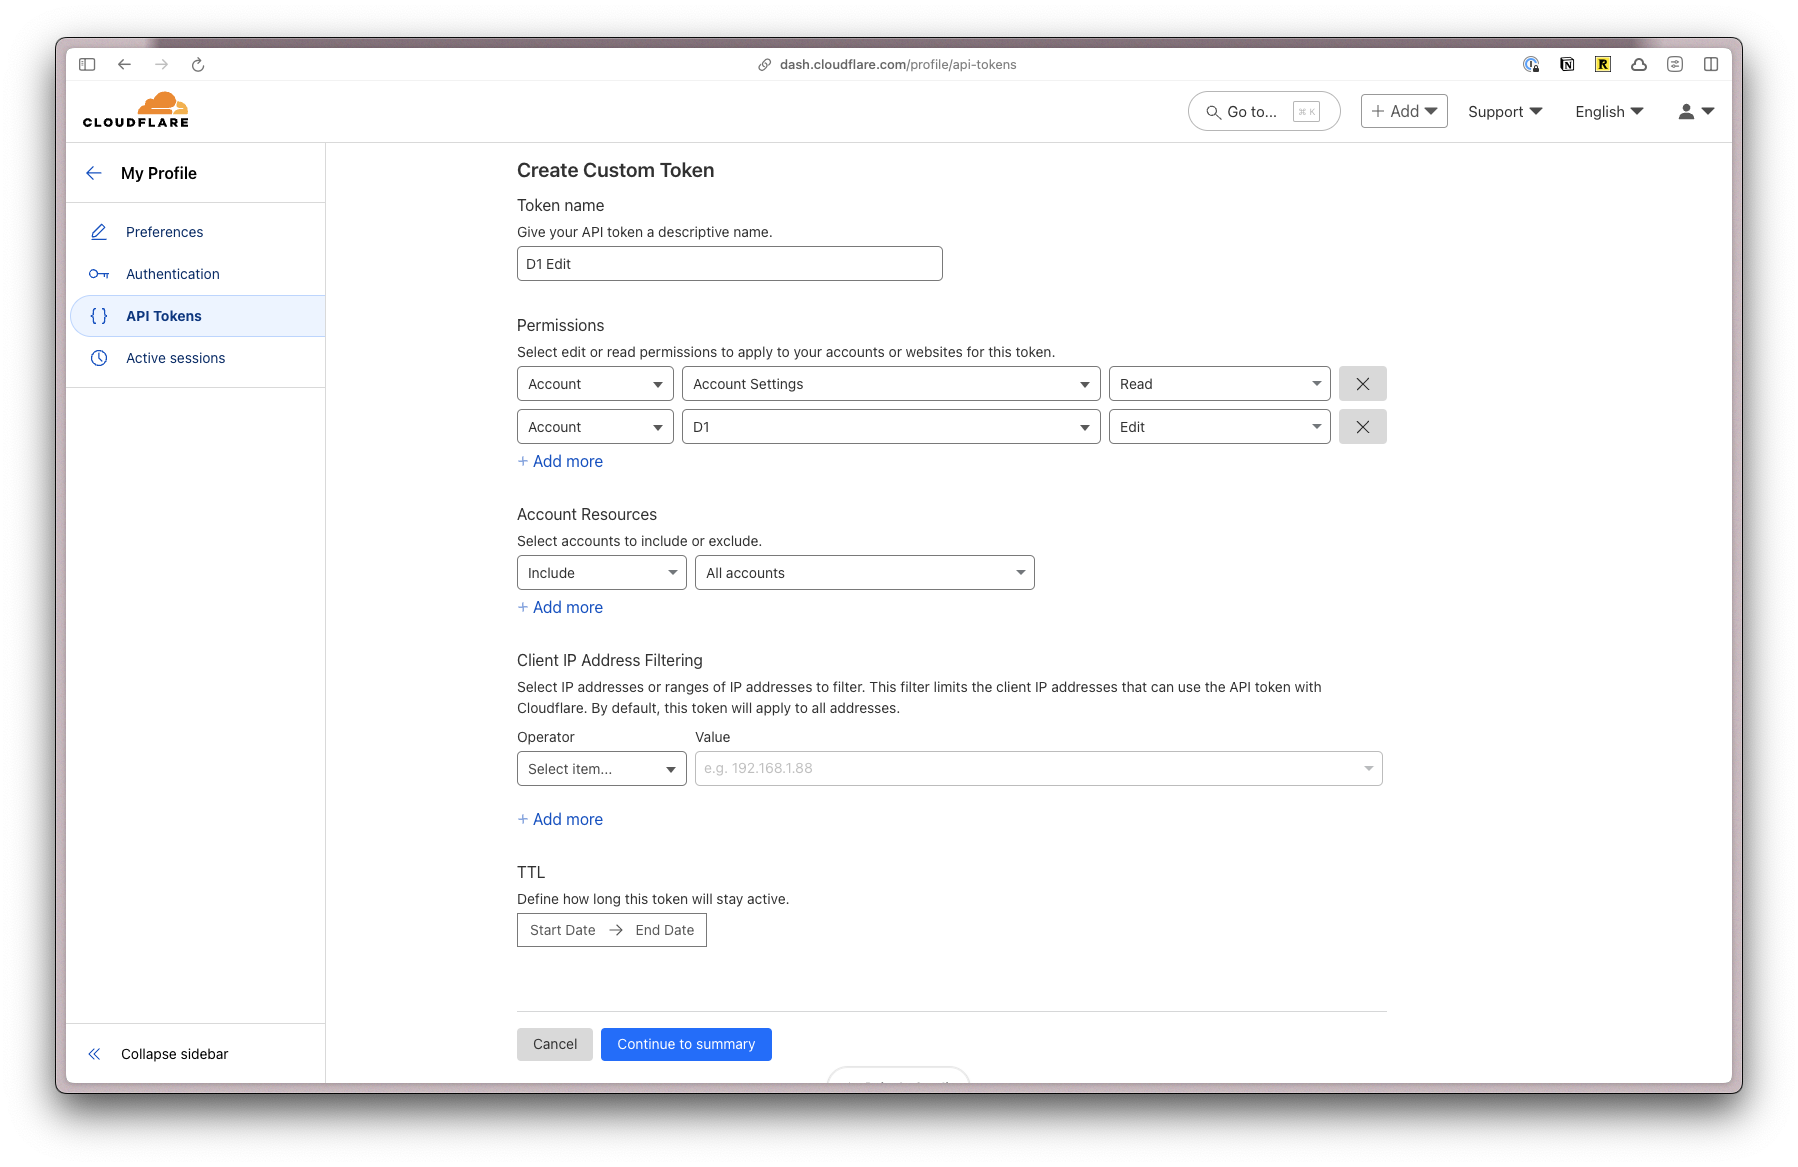 dash.cloudflare.com/profile/api-tokens
CLOUDFLARE
Go to... ⌘ K
+ Add
Support
English
My Profile
Preferences
Authentication
API Tokens
Active sessions
Create Custom Token
Token name
Give your API token a descriptive name.
D1 Edit
Permissions
Select edit or read permissions to apply to your accounts or websites for this token.
Account Account Settings Read
Account D1 Edit
+ Add more
Account Resources
Select accounts to include or exclude.
Include All accounts
+ Add more
Client IP Address Filtering
Select IP addresses or ranges of IP addresses to filter. This filter limits the client IP addresses that can use the API token with
Cloudflare. By default, this token will apply to all addresses.
Operator Value
Select item... e.g. 192.168.1.88
+ Add more
TTL
Define how long this token will stay active.
Start Date → End Date
Cancel Continue to summary
Collapse sidebar